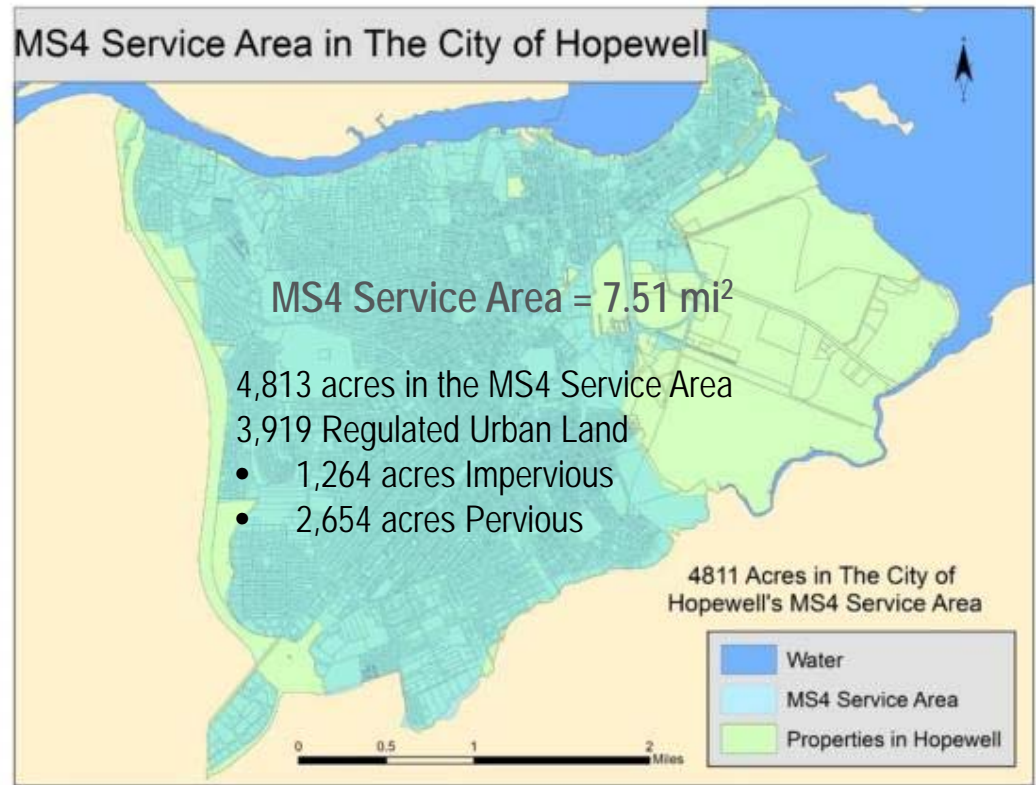 MS4 Service Area in The City of Hopewell
MS4 Service Area = 7.51 mi²
4,813 acres in the MS4 Service Area
3,919 Regulated Urban Land
• 1,264 acres Impervious
• 2,654 acres Pervious
4811 Acres in The City of
Hopewell's MS4 Service Area
Water
MS4 Service Area
Properties in Hopewell
0 0.5 1 2
Miles